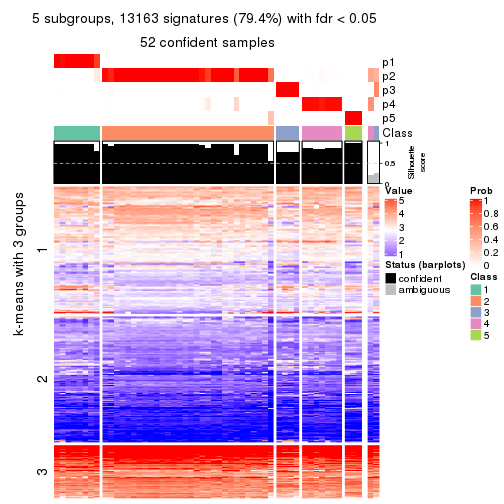 5 subgroups, 13163 signatures (79.4%) with fdr < 0.05
52 confident samples
p1
p2
p3
p4
p5
Class
1
0.5
0
Silhouette
score
k-means with 3 groups
1
2
3
Value
5
4
3
2
1
Status (barplots)
confident
ambiguous
Prob
1
0.8
0.6
0.4
0.2
0
Class
1
2
3
4
5